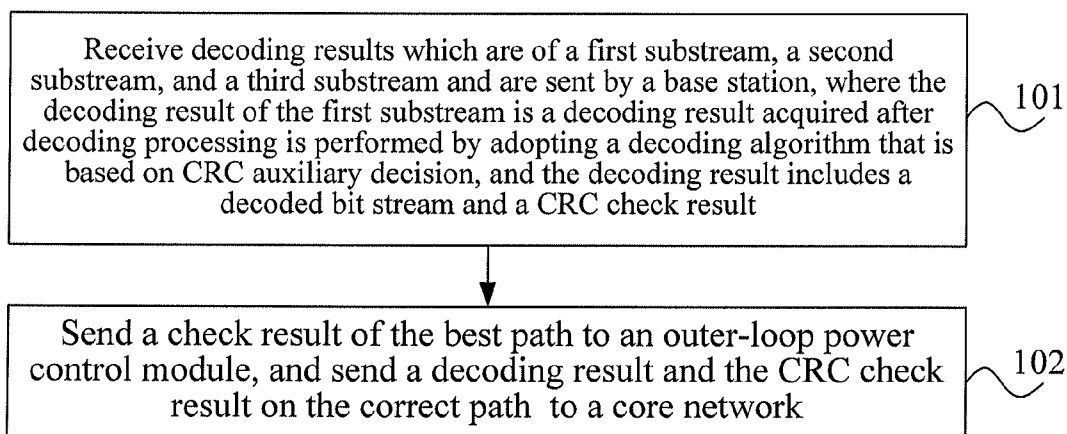 Receive decoding results which are of a first substream, a second
substream, and a third substream and are sent by a base station, where the
decoding result of the first substream is a decoding result acquired after
decoding processing is performed by adopting a decoding algorithm that is
based on CRC auxiliary decision, and the decoding result includes a
decoded bit stream and a CRC check result
101
Send a check result of the best path to an outer-loop power
control module, and send a decoding result and the CRC check
result on the correct path to a core network
102